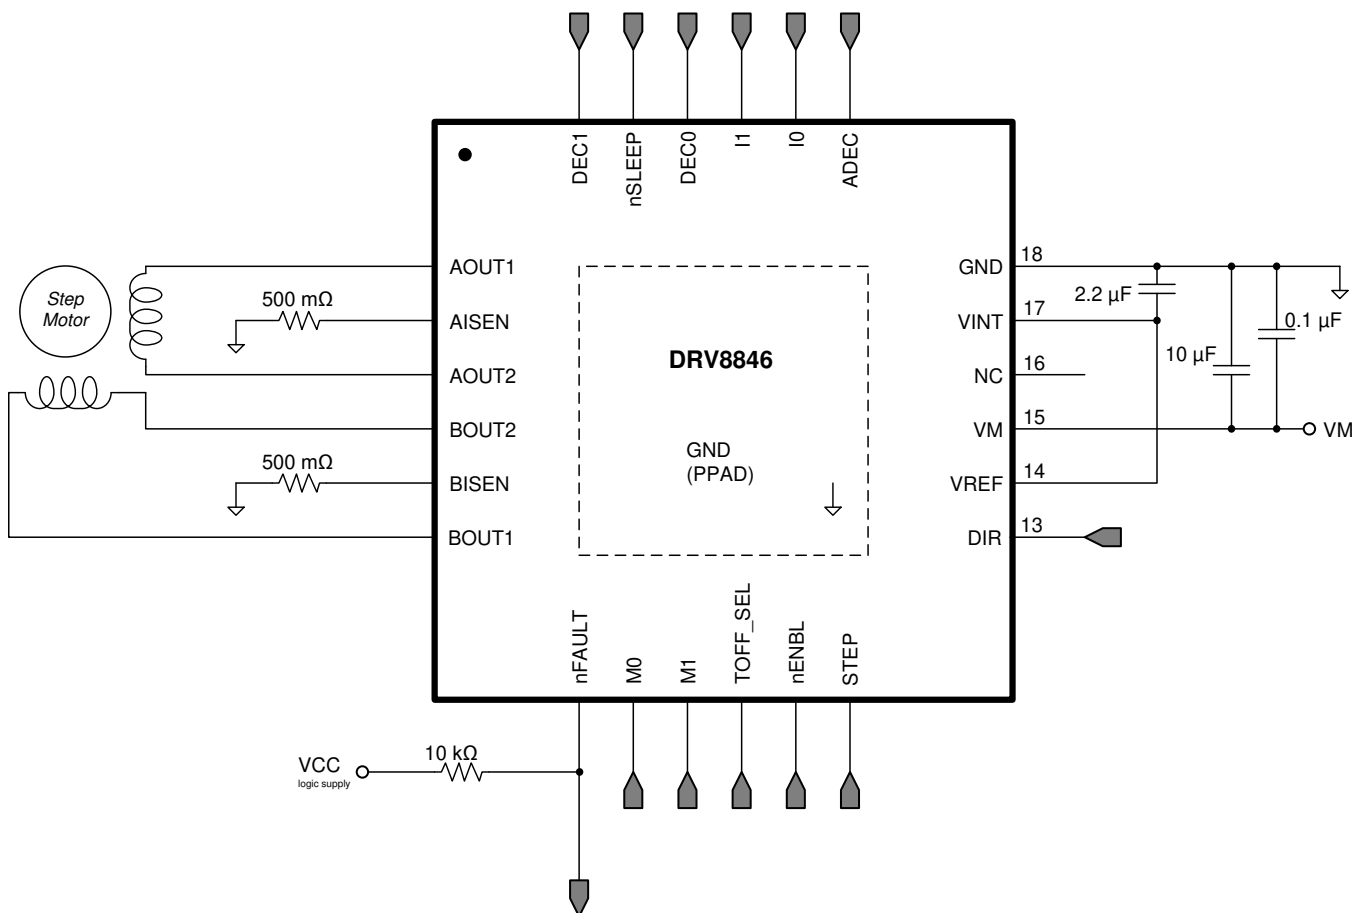 DEC1
nSLEEP
DEC0
I1
I0
ADEC
AOUT1
GND
18
Step
Motor
500 mΩ
AISEN
VINT
17
2.2 µF
0.1 µF
DRV8846
10 µF
AOUT2
NC
16
BOUT2
VM
15
VM
GND
(PPAD)
500 mΩ
BISEN
VREF
14
BOUT1
DIR
13
nFAULT
M0
M1
TOFF_SEL
nENBL
STEP
10 kΩ
VCC
logic supply